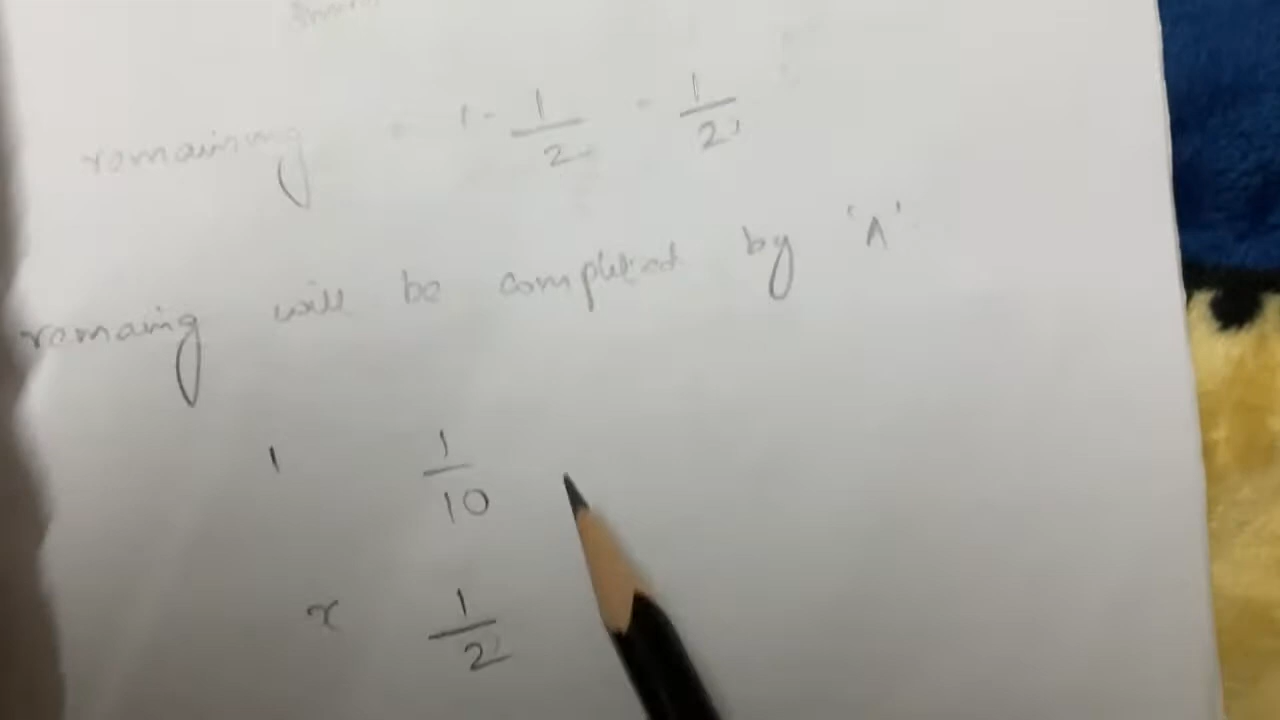 remaining = 1 - 1/2 = 1/2
remaing will be completed by 'A'
1 1/10
x 1/2